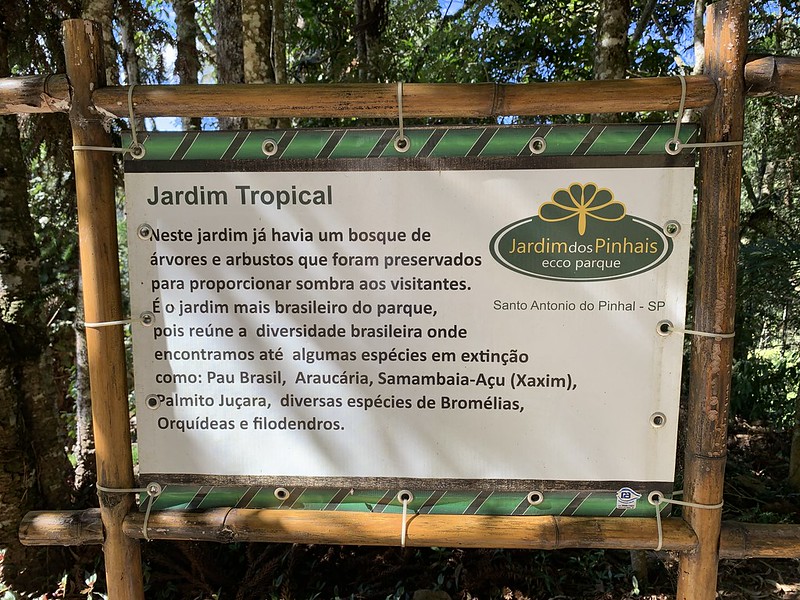 Jardim Tropical
Neste jardim já havia um bosque de
árvores e arbustos que foram preservados
para proporcionar sombra aos visitantes.
É o jardim mais brasileiro do parque,
pois reúne a diversidade brasileira onde
encontramos até algumas espécies em extinção
como: Pau Brasil, Araucária, Samambaia-Açu (Xaxim),
Palmito Juçara, diversas espécies de Bromélias,
Orquídeas e filodendros.
JardimdosPinhais
ecco parque
Santo Antonio do Pinhal - SP